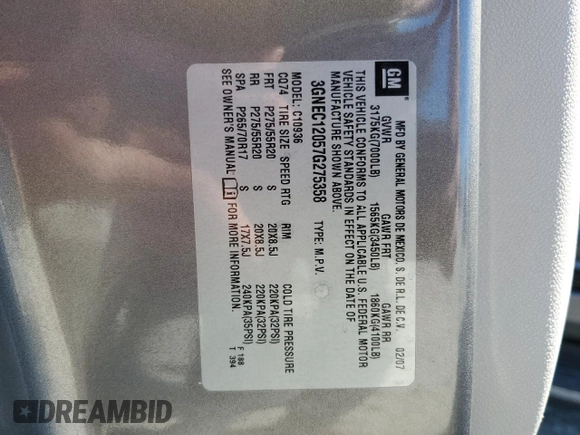 GM
MFD BY GENERAL MOTORS DE MEXICO, S. DE R.L. DE C.V. 02/07
GVWR GAWR FRT GAWR RR
3175KG(7000LB) 1565KG(3450LB) 1860KG(4100LB)
THIS VEHICLE CONFORMS TO ALL APPLICABLE U.S. FEDERAL MOTOR
VEHICLE SAFETY STANDARDS IN EFFECT ON THE DATE OF
MANUFACTURE SHOWN ABOVE.
3GNEC12D57G275358 TYPE: M.P.V.
C10936
CQ74 TIRE SIZE SPEED RTG RIM COLD TIRE PRESSURE
FRT P275/55R20 S 20X8.5J 220KPA(32PSI)
RR P275/55R20 S 20X8.5J 220KPA(32PSI)
SPA P265/70R17 S 17X7.5J 240KPA(35PSI)
SEE OWNER'S MANUAL i FOR MORE INFORMATION.
F 188
T 394
DREAMBID